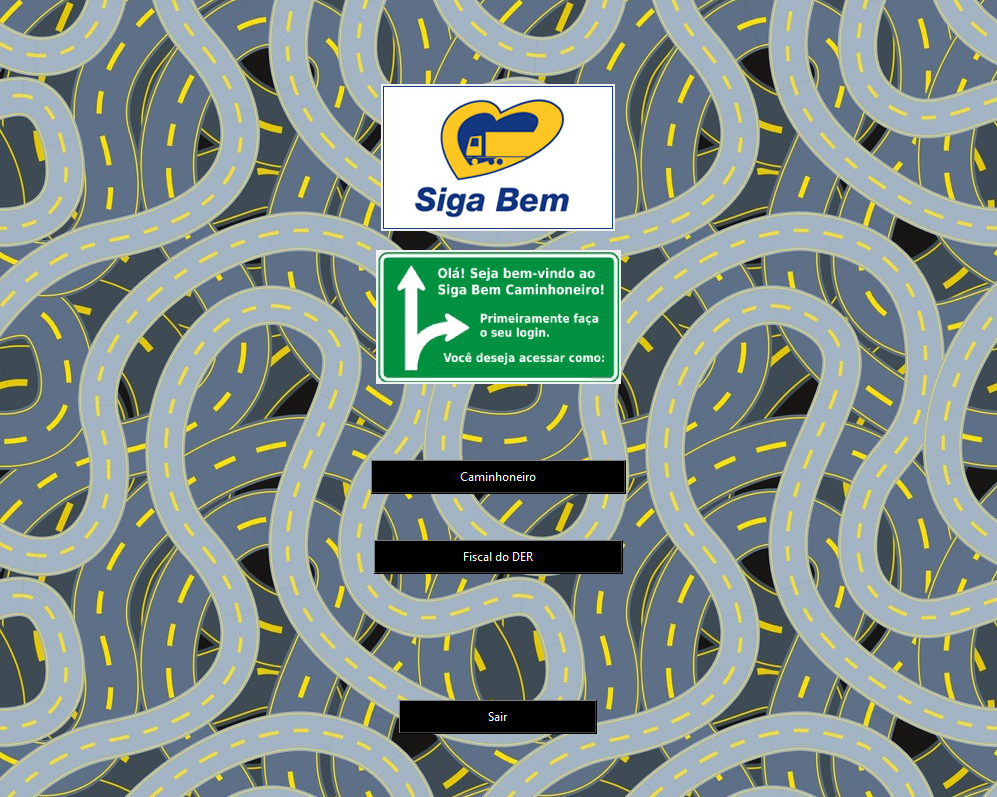 Siga Bem
Olá! Seja bem-vindo ao
Siga Bem Caminhoneiro!
Primeiramente faça
o seu login.
Você deseja acessar como:
Caminhoneiro
Fiscal do DER
Sair